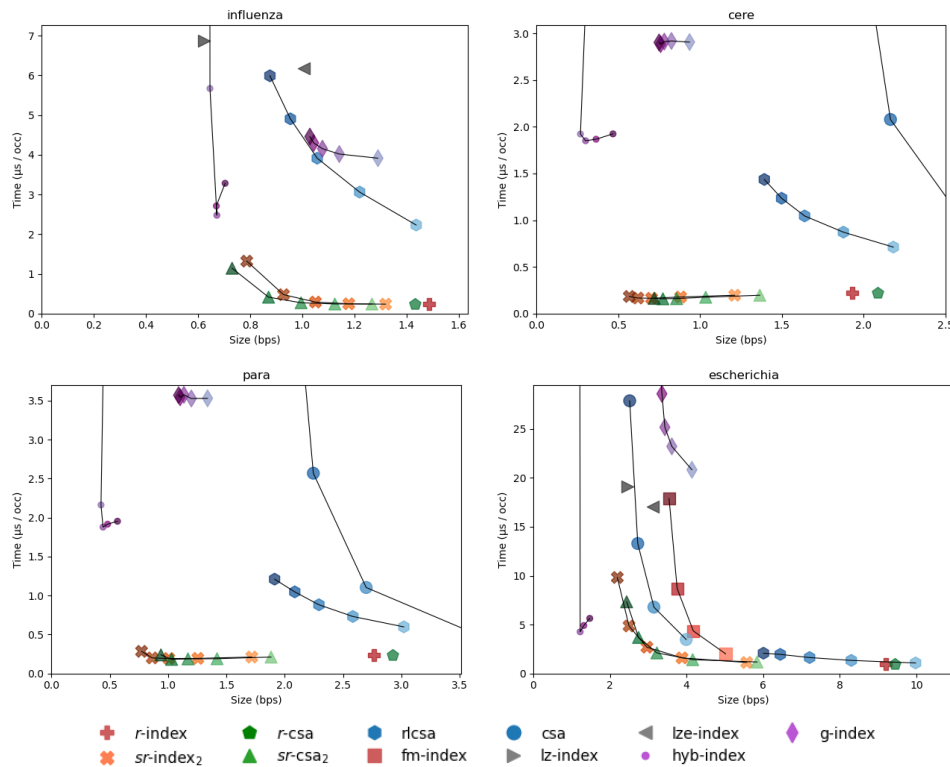 influenza
cere
7
6
5
4
3
2
1
0
Time (μs / occ)
0.0 0.2 0.4 0.6 0.8 1.0 1.2 1.4 1.6
Size (bps)
3.0
2.5
2.0
1.5
1.0
0.5
0.0
Time (μs / occ)
0.0 0.5 1.0 1.5 2.0 2.5
Size (bps)
para
escherichia
3.5
3.0
2.5
2.0
1.5
1.0
0.5
0.0
Time (μs / occ)
0.0 0.5 1.0 1.5 2.0 2.5 3.0 3.5
Size (bps)
25
20
15
10
5
0
Time (μs / occ)
0 2 4 6 8 10
Size (bps)
r-index r-csa rlcsa csa lze-index g-index
sr-index₂ sr-csa₂ fm-index lz-index hyb-index